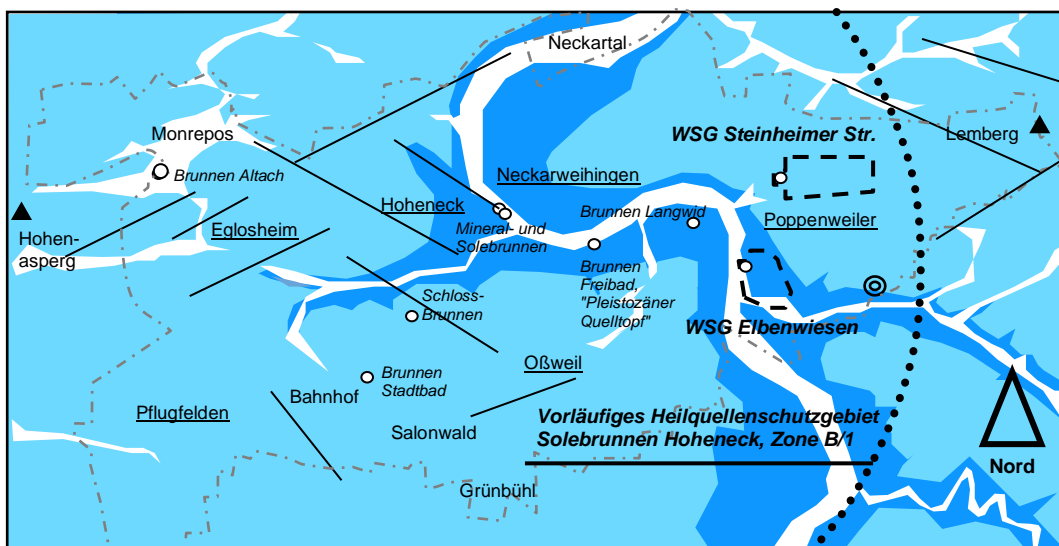 Neckartal
Monrepos
WSG Steinheimer Str.
Lemberg
Brunnen Altach
Neckarweihingen
Hoheneck
Brunnen Langwid
Poppenweiler
Eglosheim
Mineral- und
Solebrunnen
Hohen-
asperg
Brunnen
Freibad,
"Pleistozäner
Quelltopf"
Schloss-
Brunnen
WSG Elbenwiesen
Oßweil
Brunnen
Stadtbad
Bahnhof
Pflugfelden
Salonwald
Vorläufiges Heilquellenschutzgebiet
Solebrunnen Hoheneck, Zone B/1
Nord
Grünbühl